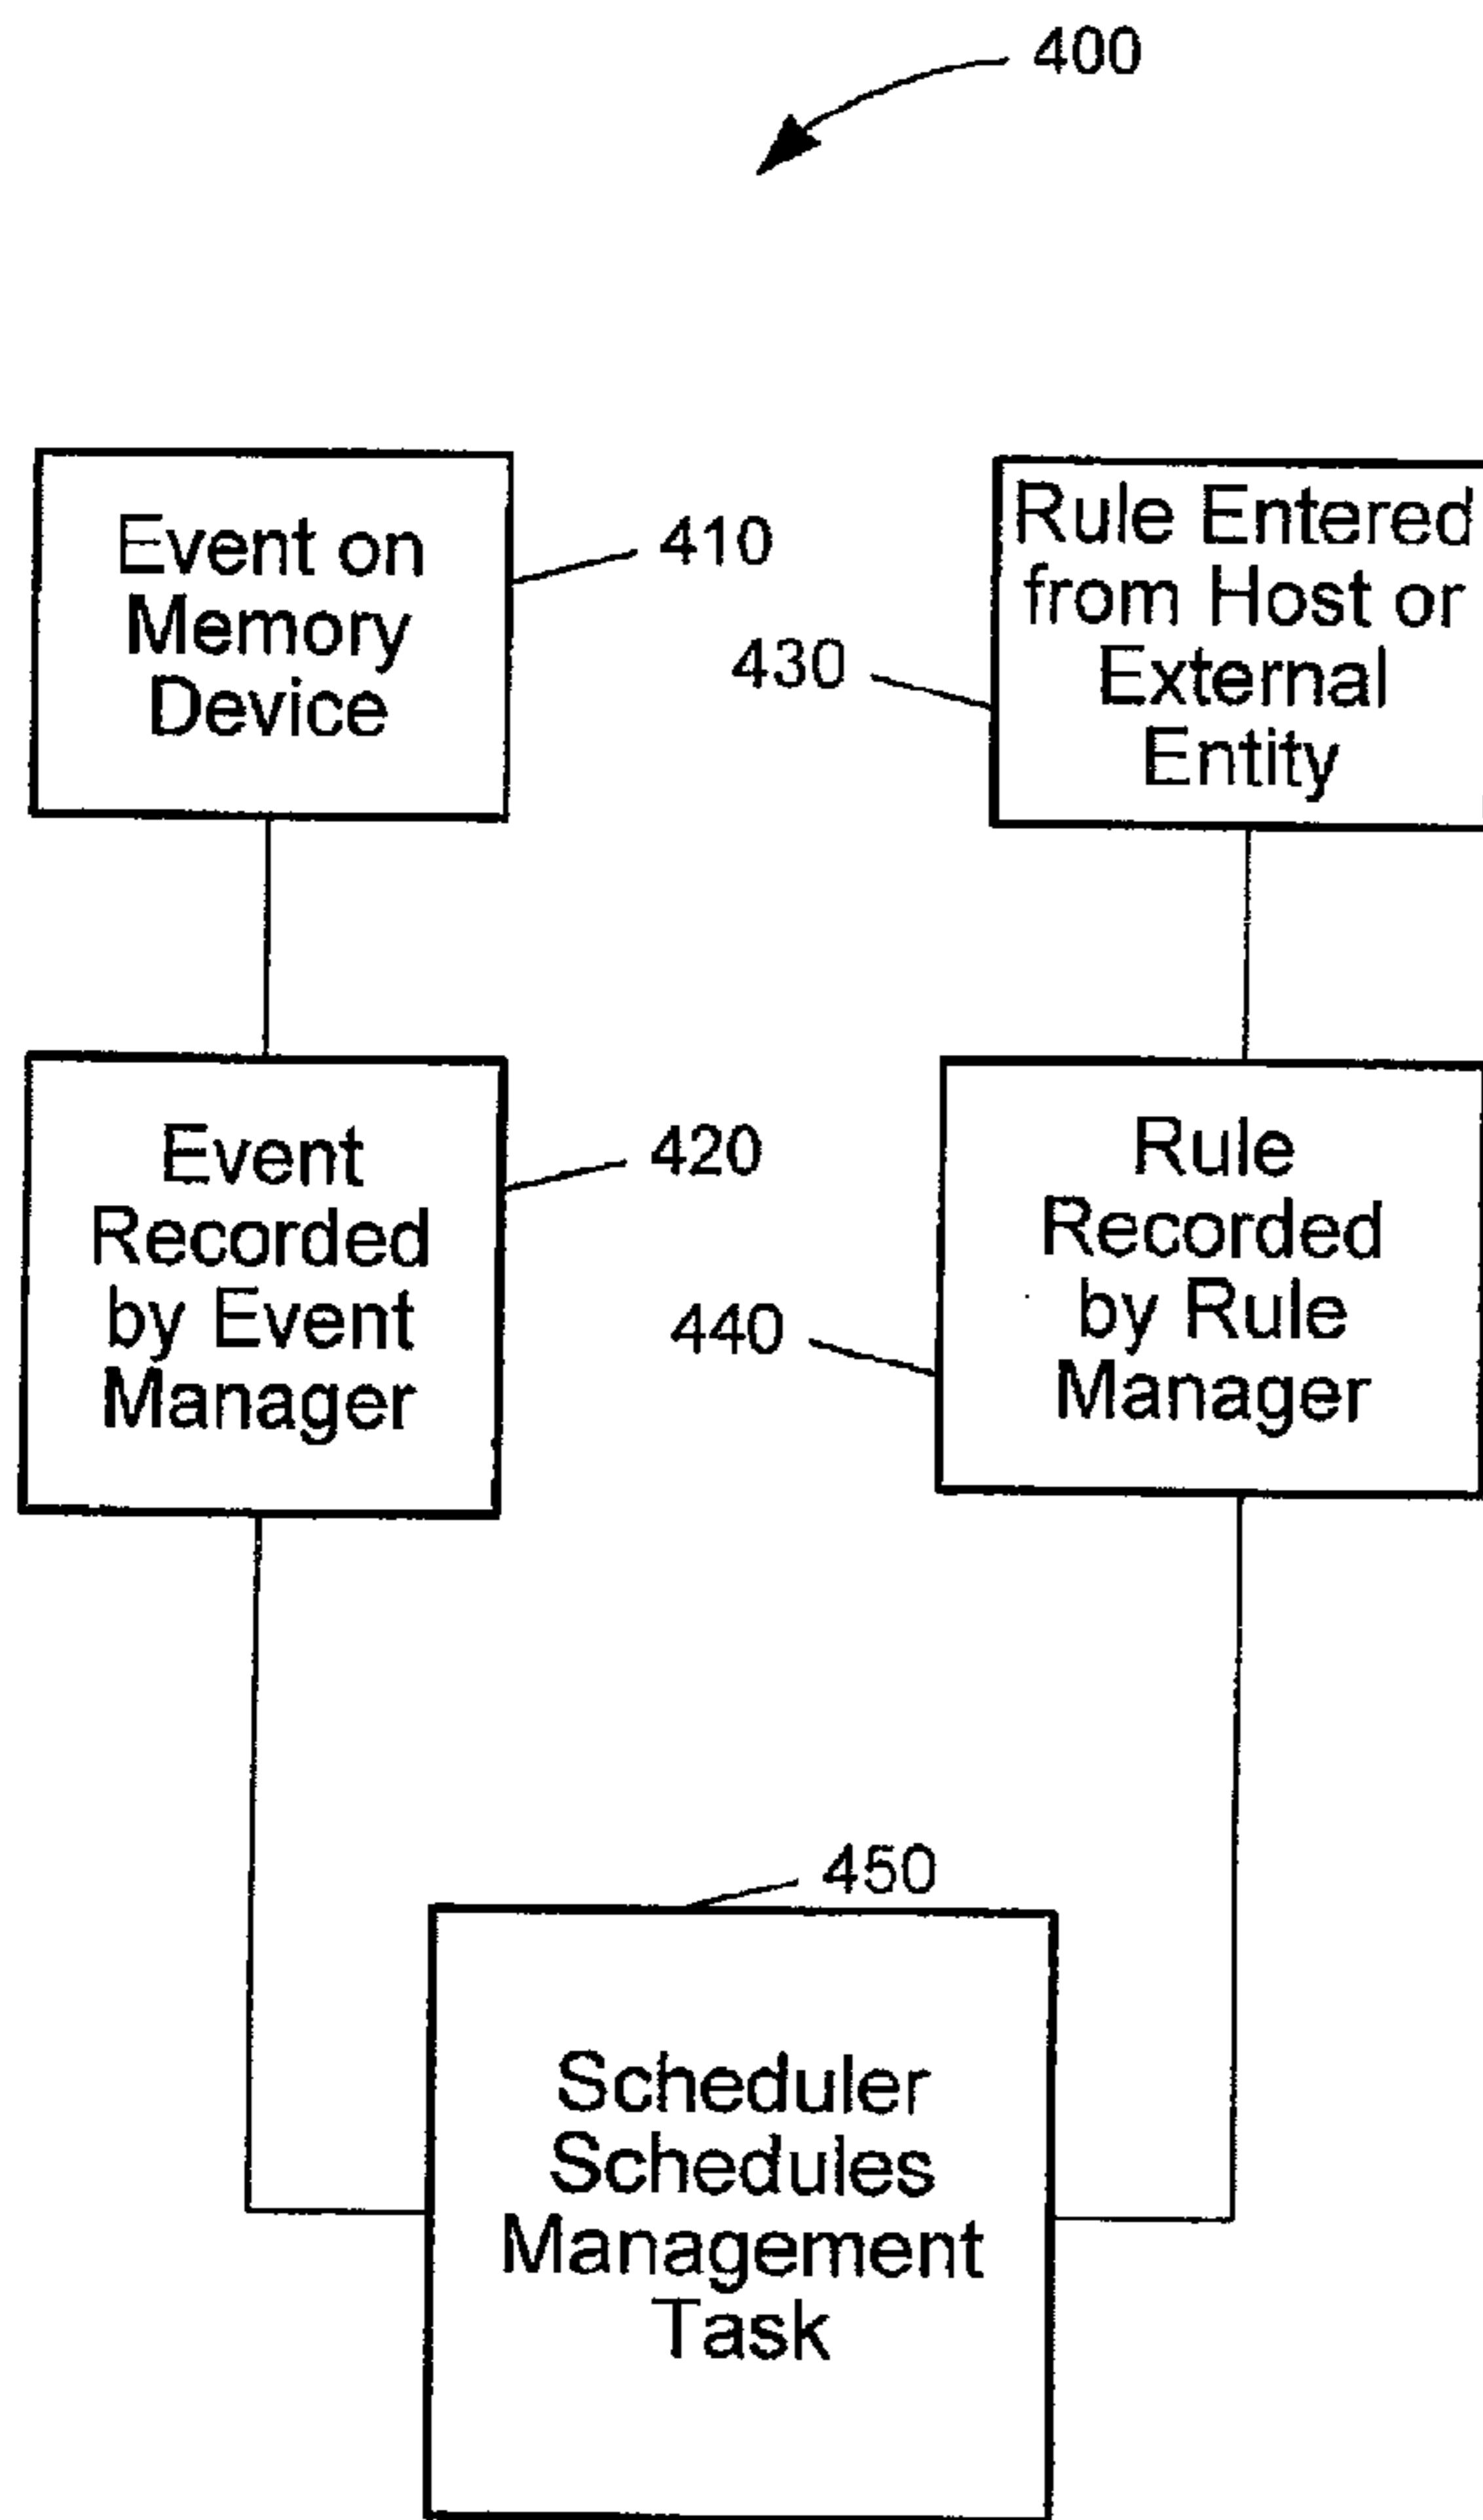 400
Event on
Memory
Device
410
Rule Entered
from Host or
External
Entity
430
Event
Recorded
by Event
Manager
420
Rule
Recorded
by Rule
Manager
440
450
Scheduler
Schedules
Management
Task